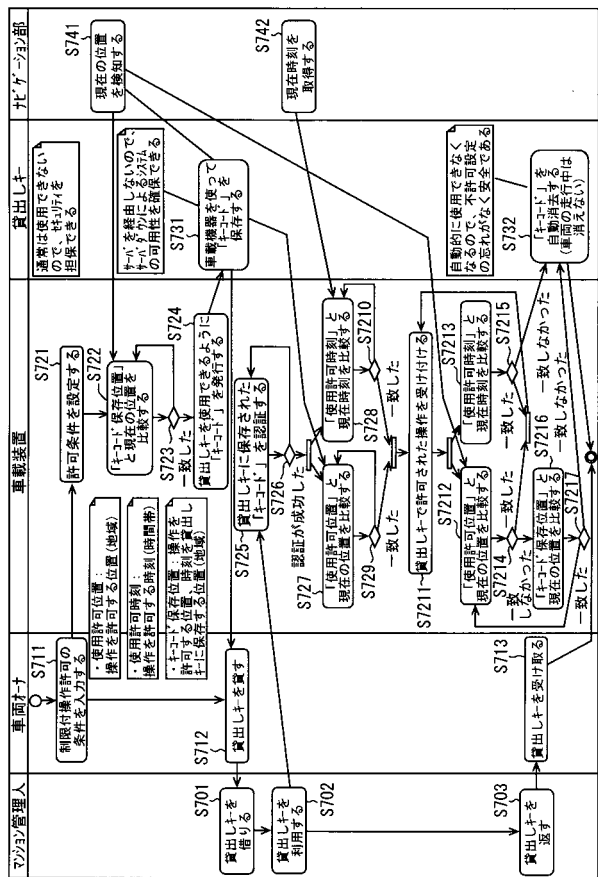 マンション管理人
車両オーナ
車載装置
貸出しキー
ナビゲーション部
S711
制限付操作許可の
条件を入力する
・使用許可位置：
操作を許可する位置（地域）
・使用許可時刻：
操作を許可する時刻（時間帯）
・キーコード保存位置：操作を
許可する位置、時刻を貸出し
キーに保存する位置（地域）
S712
貸出しキーを貸す
S701
貸出しキーを
借りる
S702
貸出しキーを
利用する
S703
貸出しキーを
返す
S713
貸出しキーを受け取る
S721
許可条件を設定する
S722
「キーコード保存位置」
と現在の位置を
比較する
S723
一致した
S724
貸出しキーを使用できるように
「キーコード」を発行する
S725
貸出しキーに保存された
「キーコード」を認証する
S726
認証が成功した
S727
「使用許可位置」と
現在の位置を比較する
S728
「使用許可時刻」と
現在時刻を比較する
S729
一致した
S7210
一致した
S7211
貸出しキーで許可された操作を受け付ける
S7212
「使用許可位置」と
現在の位置を比較する
S7213
「使用許可時刻」と
現在時刻を比較する
S7214
一致した
一致
しなかった
S7215
一致しなかった
S7216
「キーコード保存位置」と
現在の位置を比較する
S7217
一致しなかった
一致した
通常は使用できない
ので、セキュリティを
担保できる
サーバを経由しないので、
サーバダウンによるシステム
の可用性を確保できる
S731
車載機器を使って
「キーコード」を
保存する
自動的に使用できなく
なるので、不許可設定
の忘れがなく安全である
S732
「キーコード」を
自動消去する
（車両の走行中は
消えない）
S741
現在の位置
を検知する
S742
現在時刻を
取得する